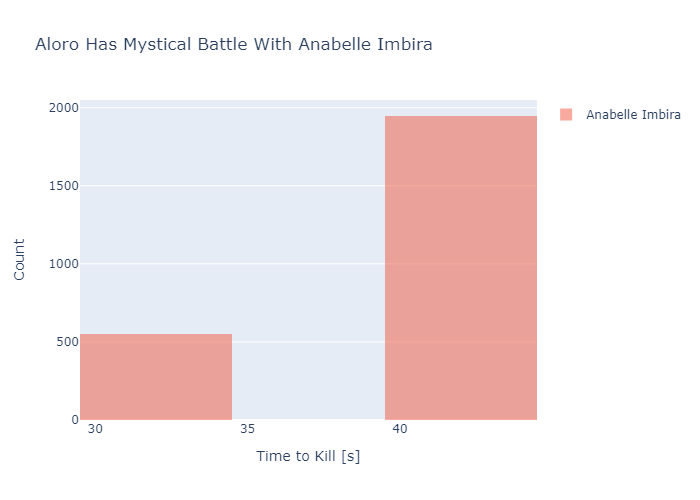 Aloro Has Mystical Battle With Anabelle Imbira
2000
1500
1000
500
0
Count
30
35
40
Time to Kill [s]
Anabelle Imbira